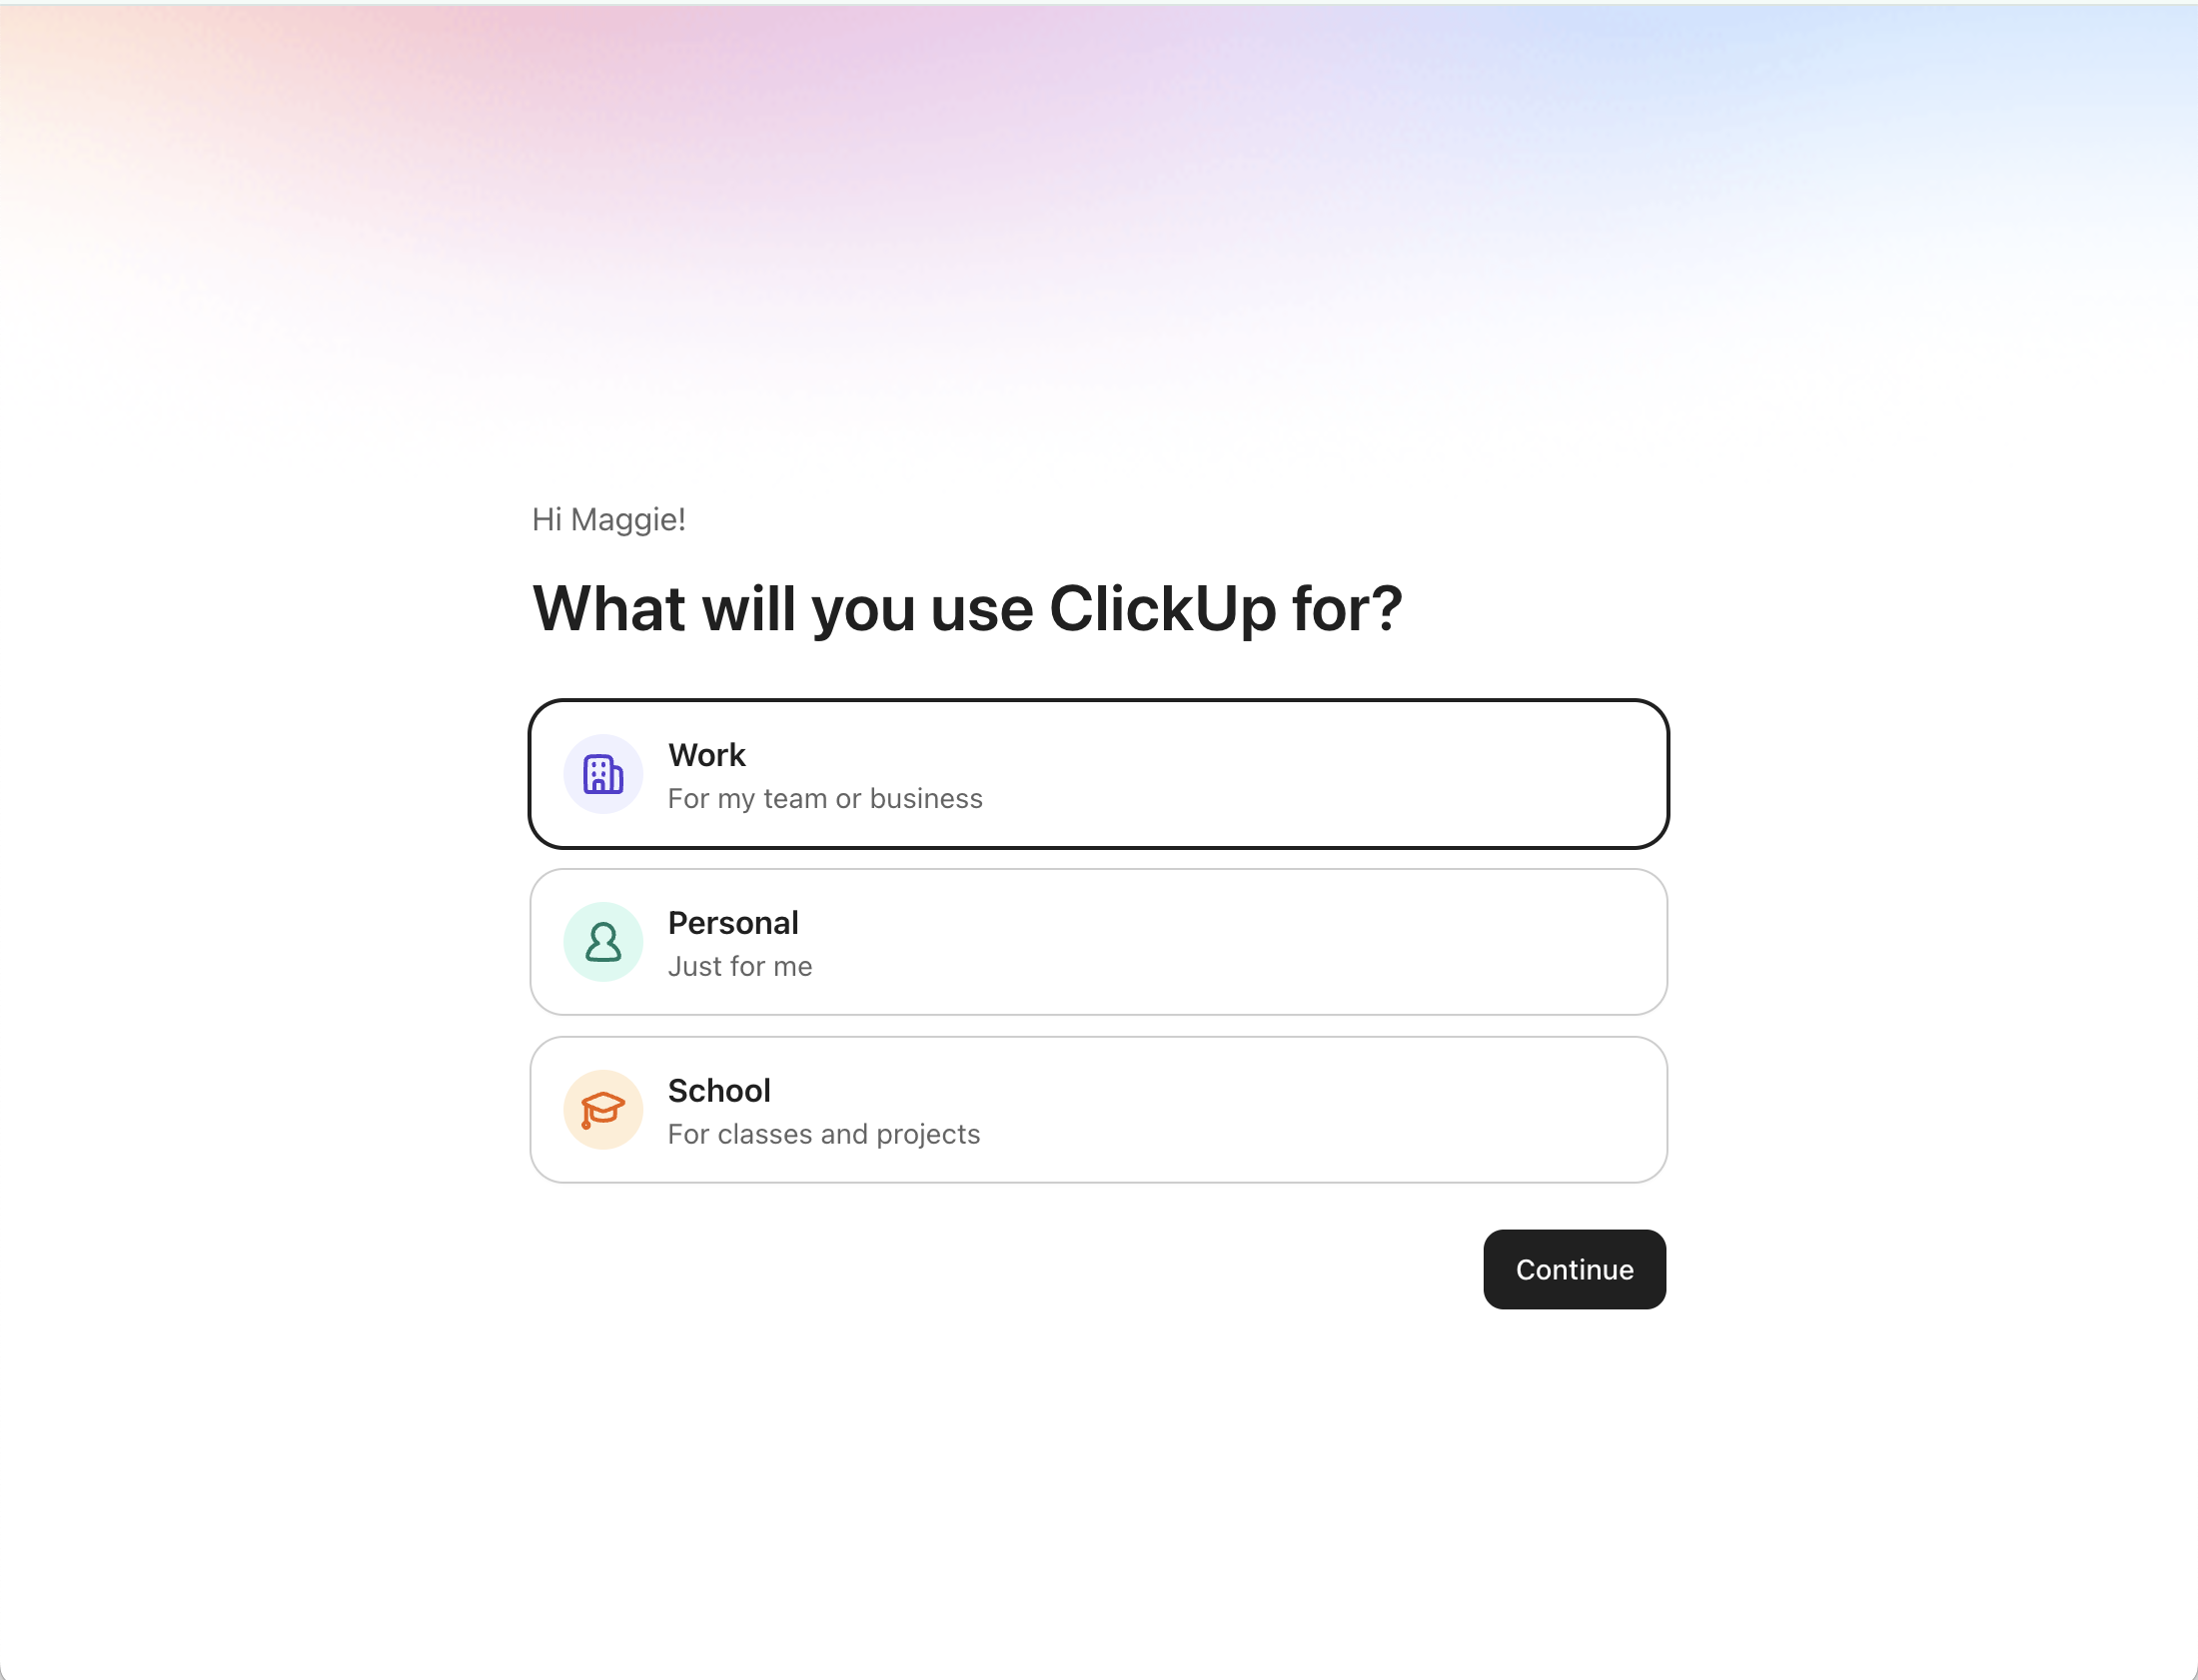 Hi Maggie!
What will you use ClickUp for?
Work
For my team or business
Personal
Just for me
School
For classes and projects
Continue